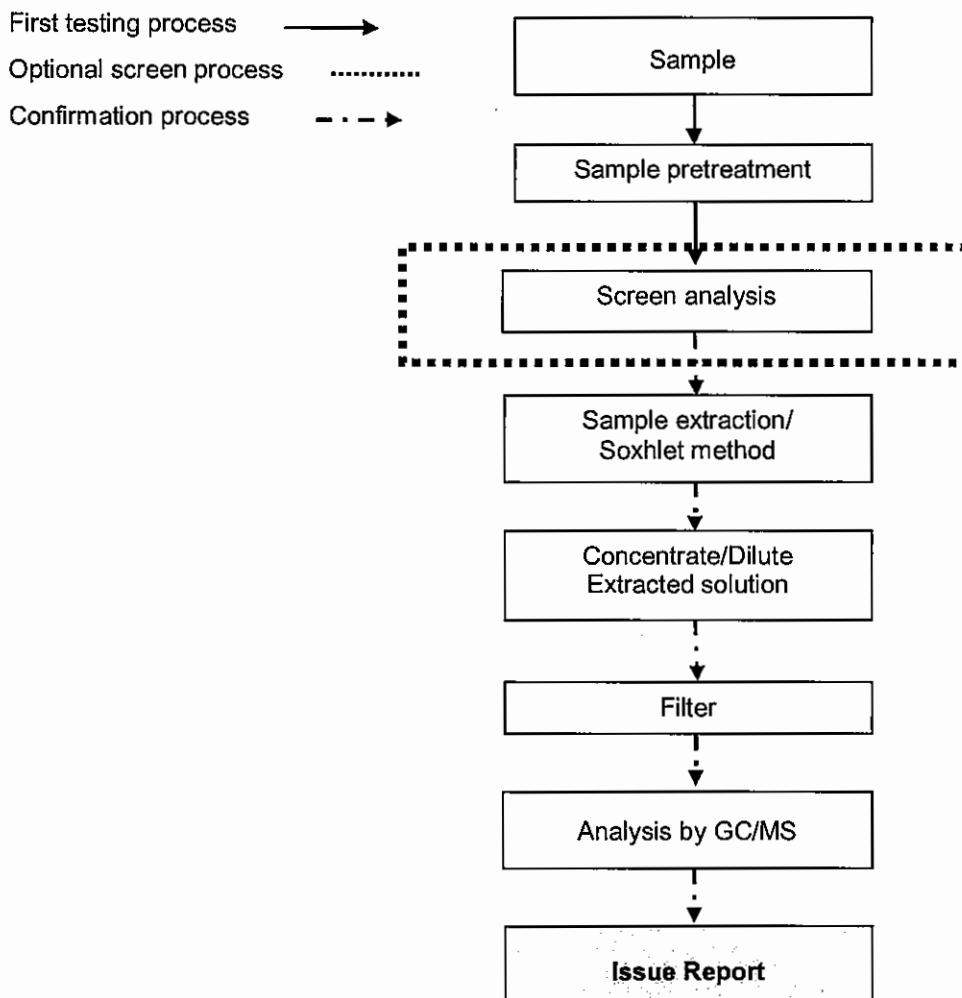 First testing process
Optional screen process
Confirmation process
Sample
Sample pretreatment
Screen analysis
Sample extraction/
Soxhlet method
Concentrate/Dilute
Extracted solution
Filter
Analysis by GC/MS
Issue Report